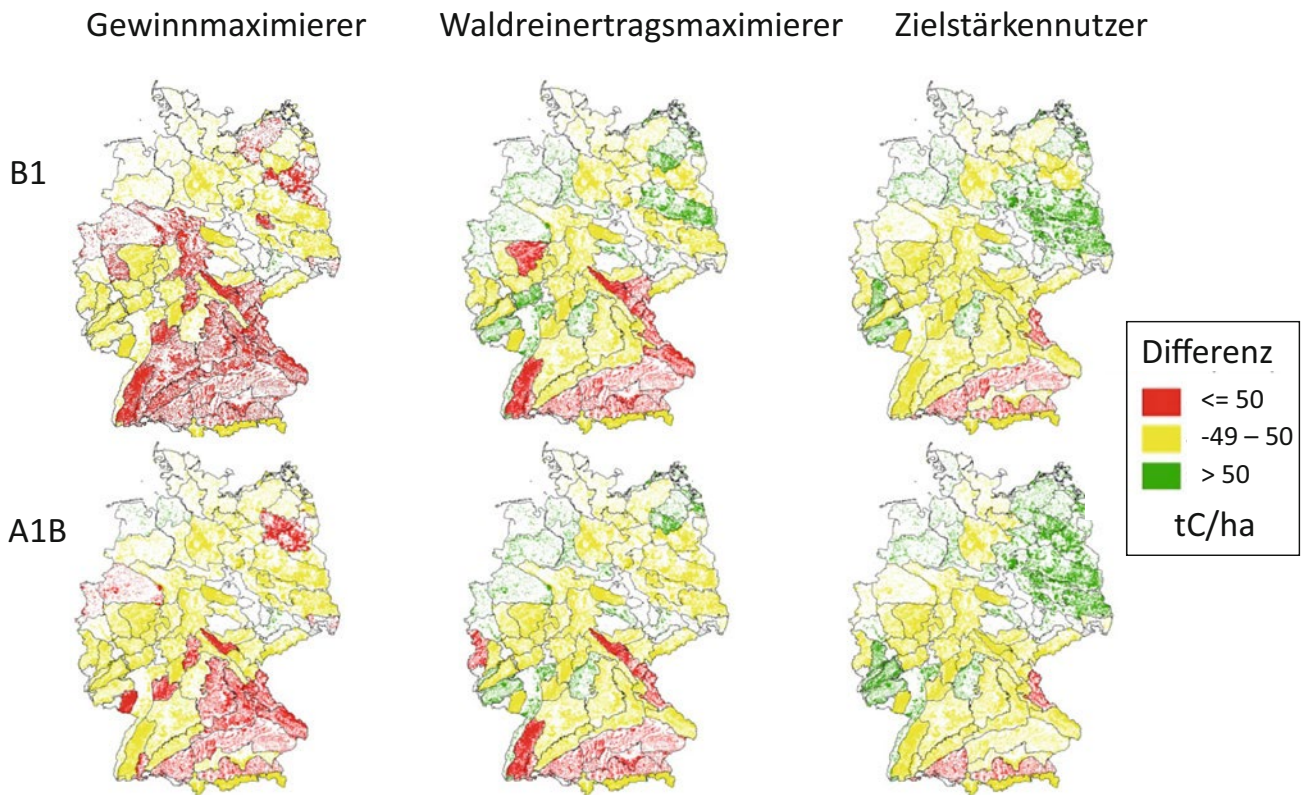 Gewinnmaximierer
Waldreinertragsmaximierer
Zielstärkennutzer
B1
A1B
Differenz
<= 50
-49 – 50
> 50
tC/ha